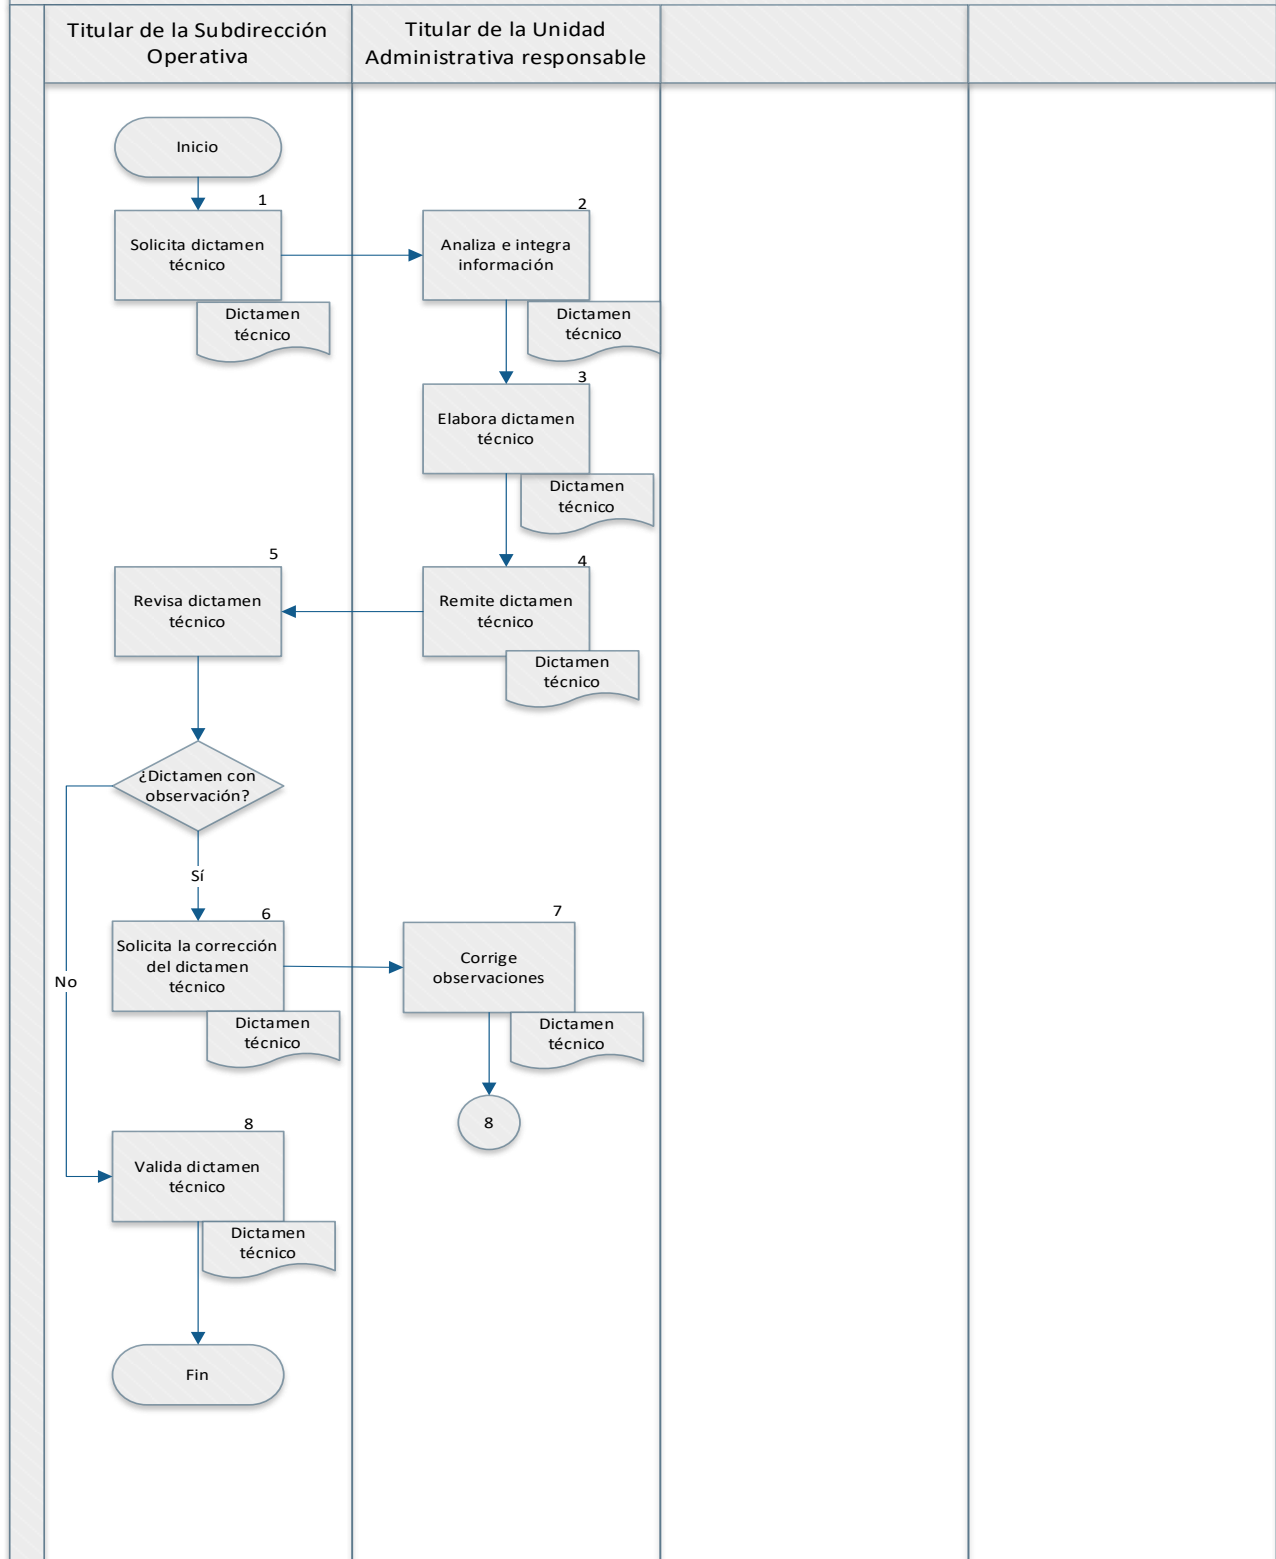 Titular de la Subdirección
Operativa
Titular de la Unidad
Administrativa responsable
Inicio
1
Solicita dictamen
técnico
Dictamen
técnico
2
Analiza e integra
información
Dictamen
técnico
3
Elabora dictamen
técnico
Dictamen
técnico
4
Remite dictamen
técnico
Dictamen
técnico
5
Revisa dictamen
técnico
¿Dictamen con
observación?
Sí
No
6
Solicita la corrección
del dictamen
técnico
Dictamen
técnico
7
Corrige
observaciones
Dictamen
técnico
8
8
Valida dictamen
técnico
Dictamen
técnico
Fin